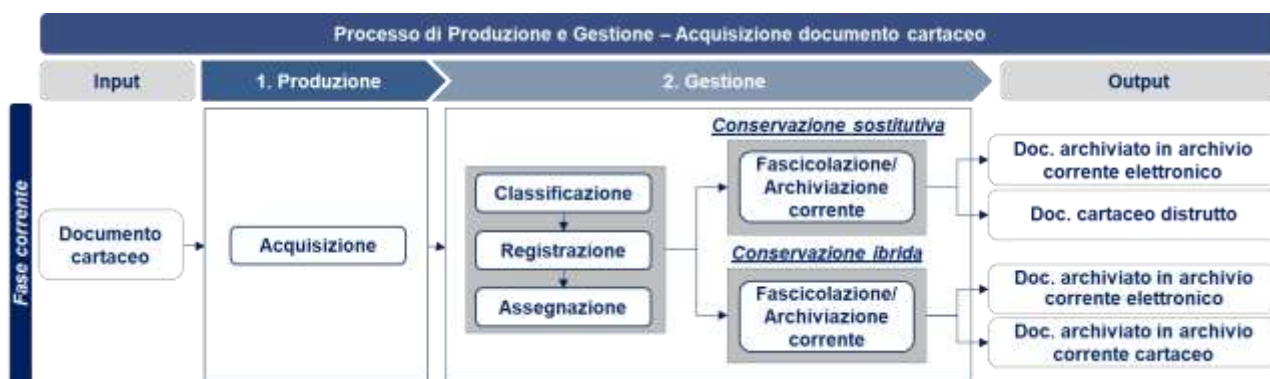 Processo di Produzione e Gestione – Acquisizione documento cartaceo
Input
1. Produzione
2. Gestione
Output
Fase corrente
Documento
cartaceo
Acquisizione
Classificazione
Registrazione
Assegnazione
Conservazione sostitutiva
Fascicolazione/
Archiviazione
corrente
Conservazione ibrida
Fascicolazione/
Archiviazione
corrente
Doc. archiviato in archivio
corrente elettronico
Doc. cartaceo distrutto
Doc. archiviato in archivio
corrente elettronico
Doc. archiviato in archivio
corrente cartaceo